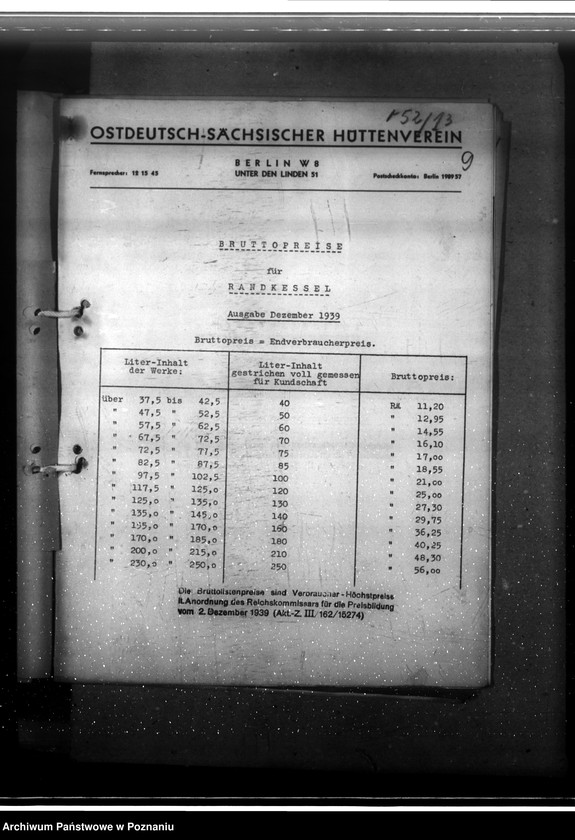 152/13
OSTDEUTSCH-SÄCHSISCHER HÜTTENVEREIN
9
BERLIN W 8
Fernsprecher: 12 15 45 UNTER DEN LINDEN 51 Postscheckkonto: Berlin 1989 57
BRUTTOPREISE
für
RANDKESSEL
Ausgabe Dezember 1939
Bruttopreis = Endverbraucherpreis.
Liter-Inhalt der Werke: Liter-Inhalt gestrichen voll gemessen für Kundschaft Bruttopreis:
über 37,5 bis 42,5 40 RM 11,20
" 47,5 " 52,5 50 " 12,95
" 57,5 " 62,5 60 " 14,55
" 67,5 " 72,5 70 " 16,10
" 72,5 " 77,5 75 " 17,00
" 82,5 " 87,5 85 " 18,55
" 97,5 " 102,5 100 " 21,00
" 117,5 " 125,0 120 " 25,00
" 125,0 " 135,0 130 " 27,30
" 135,0 " 145,0 140 " 29,75
" " 170,0 160 " 36,25
" 170,0 " 185,0 180 " 40,25
" 200,0 " 215,0 210 " 48,30
" 230,0 " 250,0 250 " 56,00
Die Bruttolistenpreise sind Verbraucher-Höchstpreise
lt. Anordnung des Reichskommissars für die Preisbildung
vom 2. Dezember 1939 (Akt.-Z. III/162/15274)
Archiwum Państwowe w Poznaniu